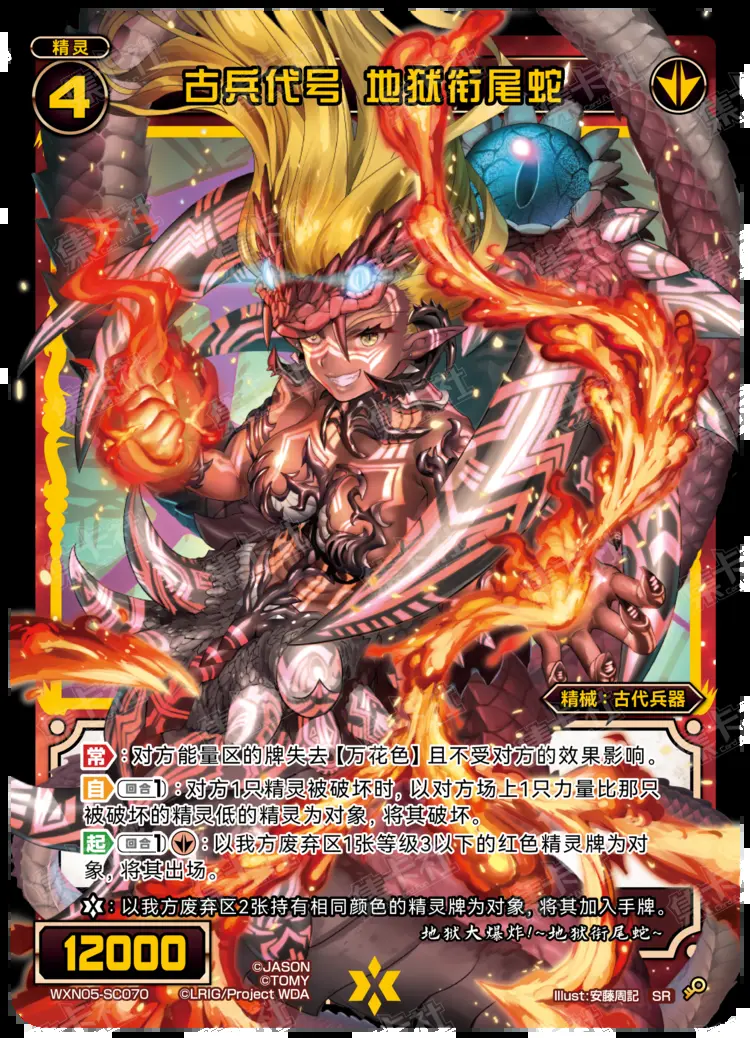 精灵
4
古兵代号 地狱衔尾蛇
精械：古代兵器
常：对方能量区的牌失去【万花色】且不受对方的效果影响。
自 回合1：对方1只精灵被破坏时, 以对方场上1只力量比那只
被破坏的精灵低的精灵为对象, 将其破坏。
起 回合1：以我方废弃区1张等级3以下的红色精灵牌为对
象, 将其出场。
：以我方废弃区2张持有相同颜色的精灵牌为对象, 将其加入手牌。
地狱大爆炸!~地狱衔尾蛇~
12000
©JASON
©TOMY
WXN05-SC070 ©LRIG/Project WDA Illust:安藤周記 SR
集卡社